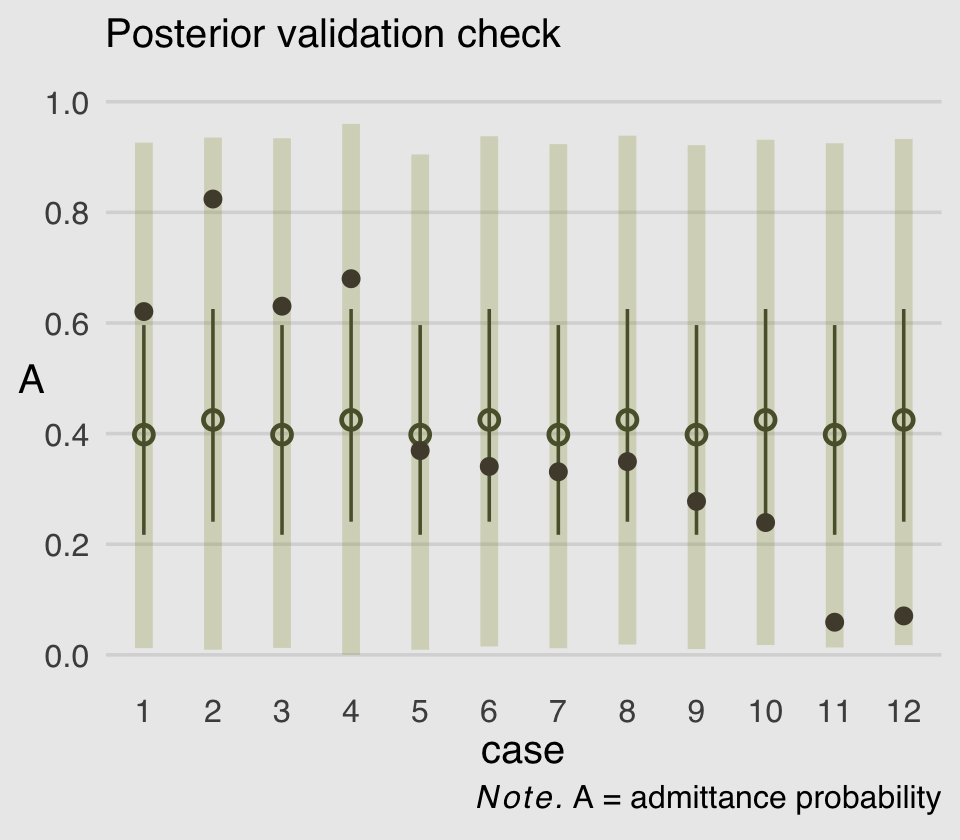 Posterior validation check
1.0
0.8
0.6
A
0.4
0.2
0.0
1 2 3 4 5 6 7 8 9 10 11 12
case
Note. A = admittance probability